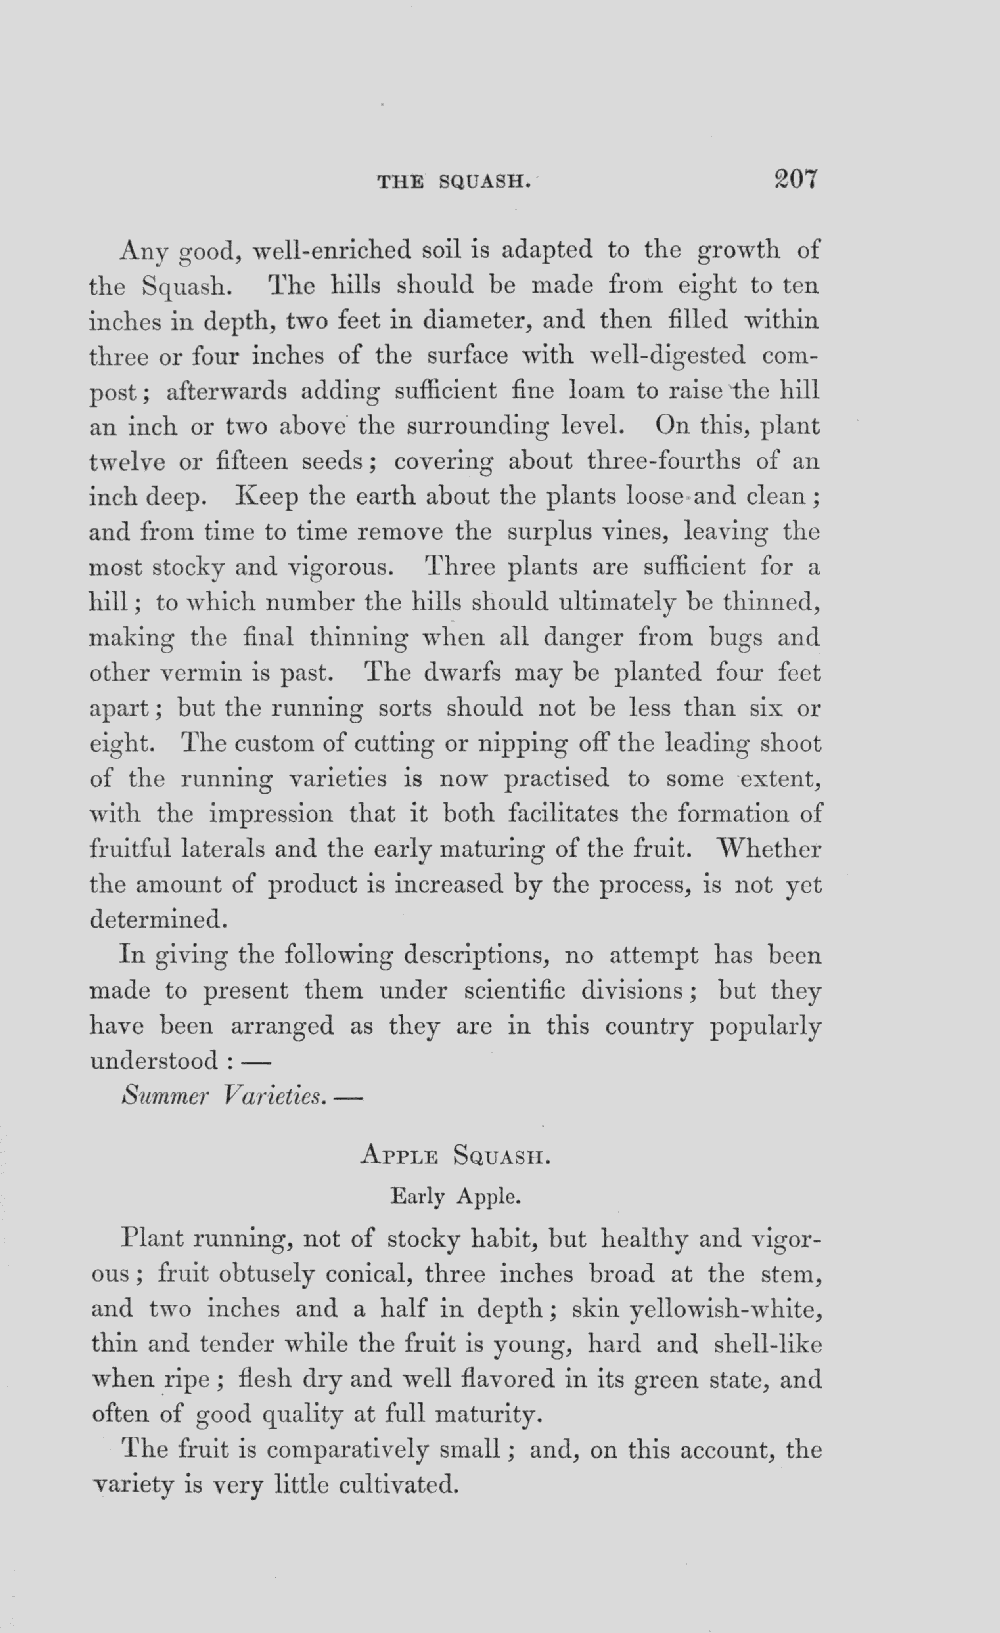 THE SQUASH. 207
Any good, well-enriched soil is adapted to the growth of
the Squash. The hills should be made from eight to ten
inches in depth, two feet in diameter, and then filled within
three or four inches of the surface with well-digested com-
post; afterwards adding sufficient fine loam to raise the hill
an inch or two above the surrounding level. On this, plant
twelve or fifteen seeds; covering about three-fourths of an
inch deep. Keep the earth about the plants loose and clean;
and from time to time remove the surplus vines, leaving the
most stocky and vigorous. Three plants are sufficient for a
hill; to which number the hills should ultimately be thinned,
making the final thinning when all danger from bugs and
other vermin is past. The dwarfs may be planted four feet
apart; but the running sorts should not be less than six or
eight. The custom of cutting or nipping off the leading shoot
of the running varieties is now practised to some extent,
with the impression that it both facilitates the formation of
fruitful laterals and the early maturing of the fruit. Whether
the amount of product is increased by the process, is not yet
determined.
In giving the following descriptions, no attempt has been
made to present them under scientific divisions; but they
have been arranged as they are in this country popularly
understood: —
Summer Varieties. —
APPLE SQUASH.
Early Apple.
Plant running, not of stocky habit, but healthy and vigor-
ous; fruit obtusely conical, three inches broad at the stem,
and two inches and a half in depth; skin yellowish-white,
thin and tender while the fruit is young, hard and shell-like
when ripe; flesh dry and well flavored in its green state, and
often of good quality at full maturity.
The fruit is comparatively small; and, on this account, the
variety is very little cultivated.